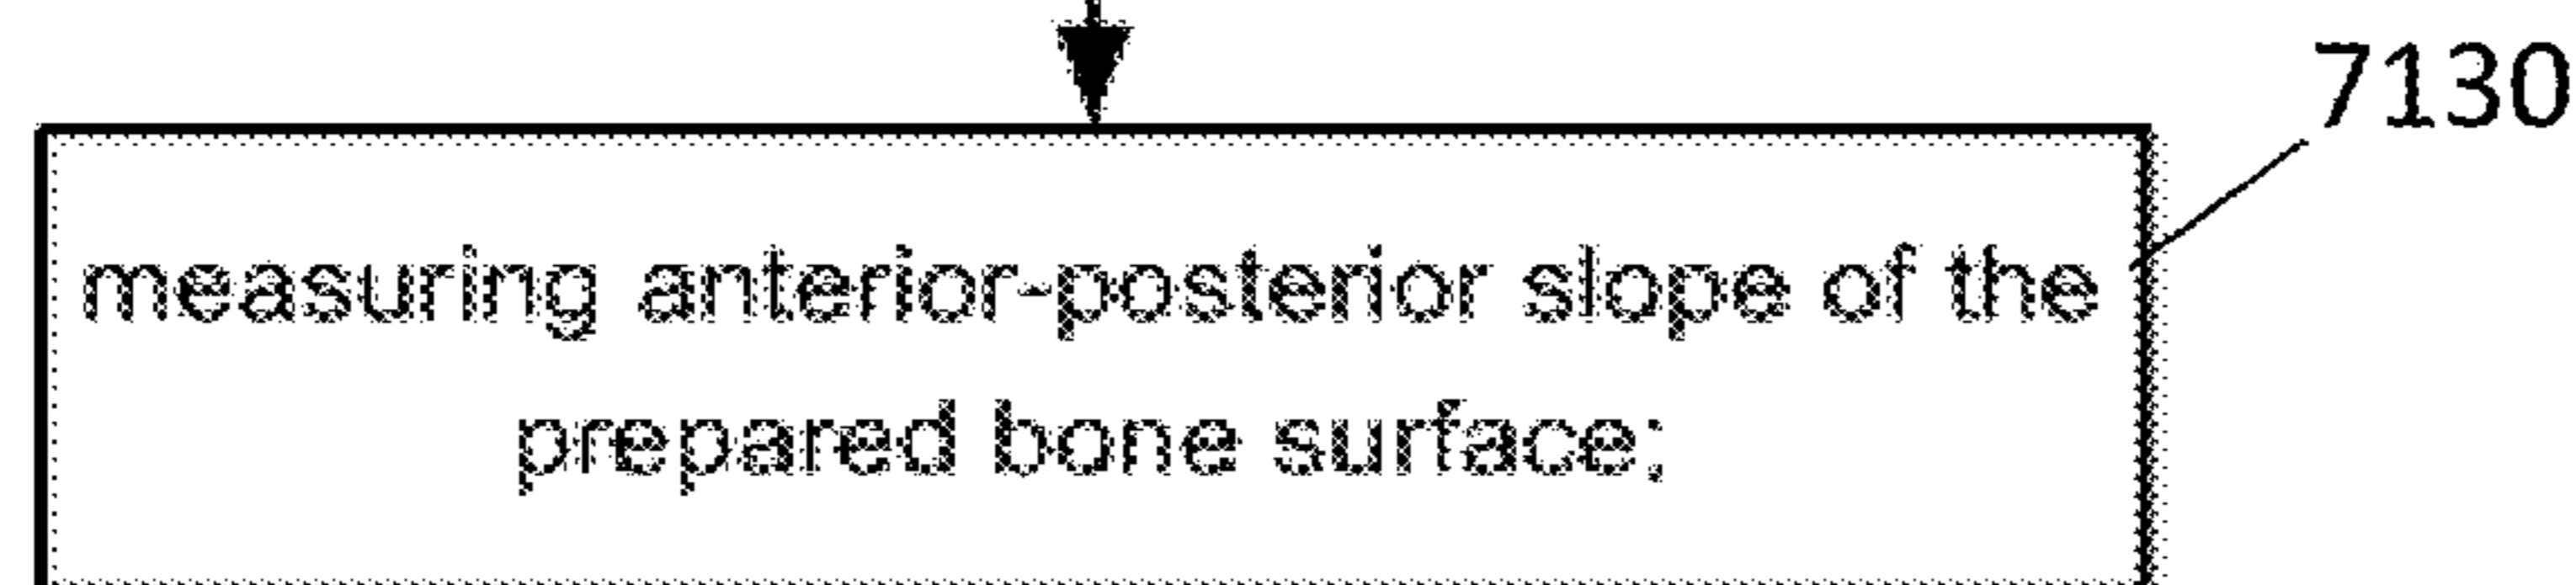 7130
measuring anterior-posterior slope of the
prepared bone surface;